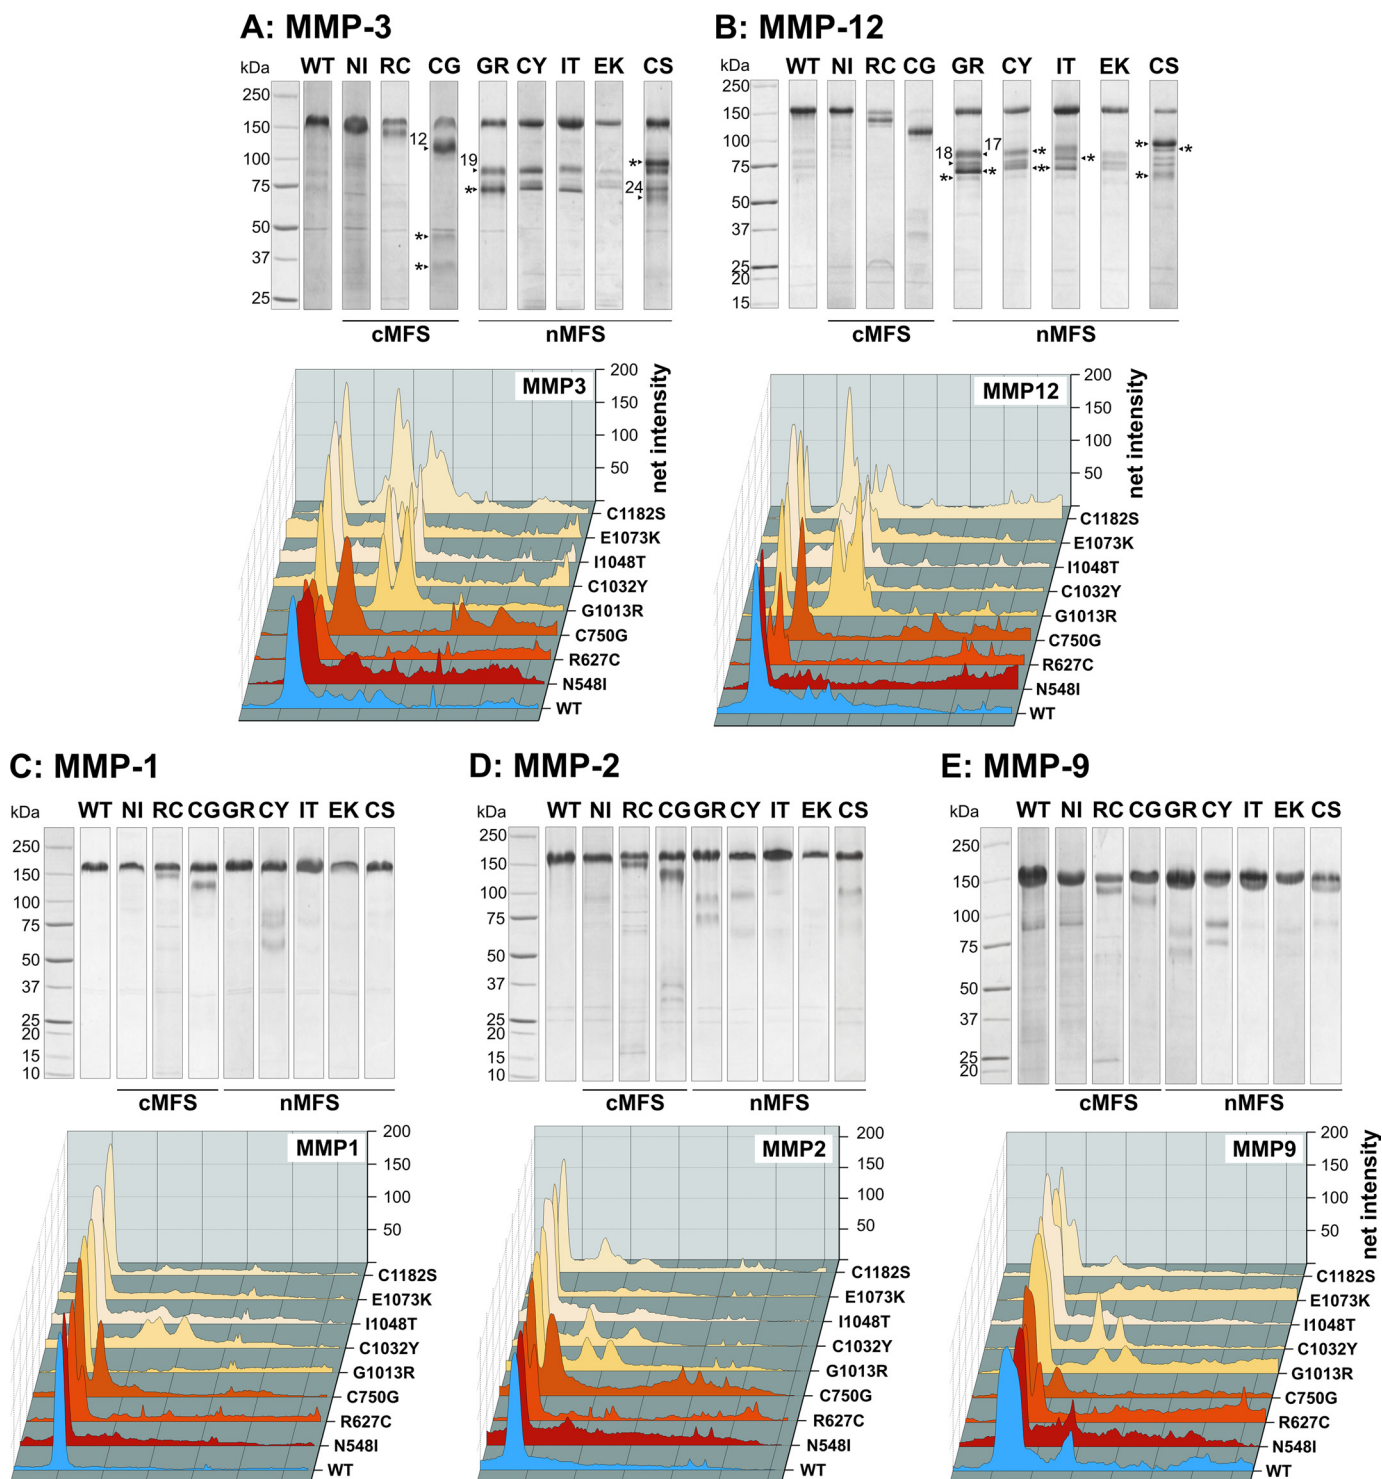 A: MMP-3
kDa WT NI RC CG GR CY IT EK CS
250
150
100
75
50
37
25
12
19
24
*
*
*
*
cMFS nMFS
B: MMP-12
kDa WT NI RC CG GR CY IT EK CS
250
150
100
75
50
37
25
20
15
18
17
*
*
*
*
*
*
*
*
cMFS nMFS
MMP3
200
150
100
50
net intensity
C1182S
E1073K
I1048T
C1032Y
G1013R
C750G
R627C
N548I
WT
MMP12
200
150
100
50
net intensity
C1182S
E1073K
I1048T
C1032Y
G1013R
C750G
R627C
N548I
WT
C: MMP-1
kDa WT NI RC CG GR CY IT EK CS
250
150
100
75
50
37
25
20
15
10
cMFS nMFS
D: MMP-2
kDa WT NI RC CG GR CY IT EK CS
250
150
100
75
50
37
25
20
15
10
cMFS nMFS
E: MMP-9
kDa WT NI RC CG GR CY IT EK CS
250
150
100
75
50
37
25
20
cMFS nMFS
MMP1
200
150
100
50
C1182S
E1073K
I1048T
C1032Y
G1013R
C750G
R627C
N548I
WT
MMP2
200
150
100
50
C1182S
E1073K
I1048T
C1032Y
G1013R
C750G
R627C
N548I
WT
MMP9
200
150
100
50
net intensity
C1182S
E1073K
I1048T
C1032Y
G1013R
C750G
R627C
N548I
WT